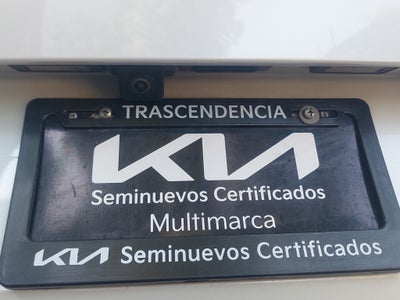 TRASCENDENCIA
KIA
Seminuevos Certificados
Multimarca
KIA Seminuevos Certificados